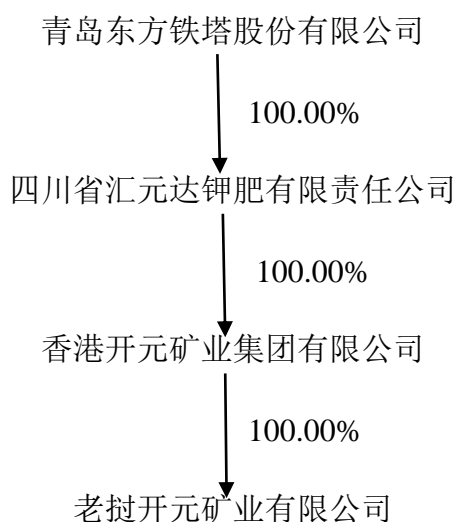 青岛东方铁塔股份有限公司
100.00%
四川省汇元达钾肥有限责任公司
100.00%
香港开元矿业集团有限公司
100.00%
老挝开元矿业有限公司